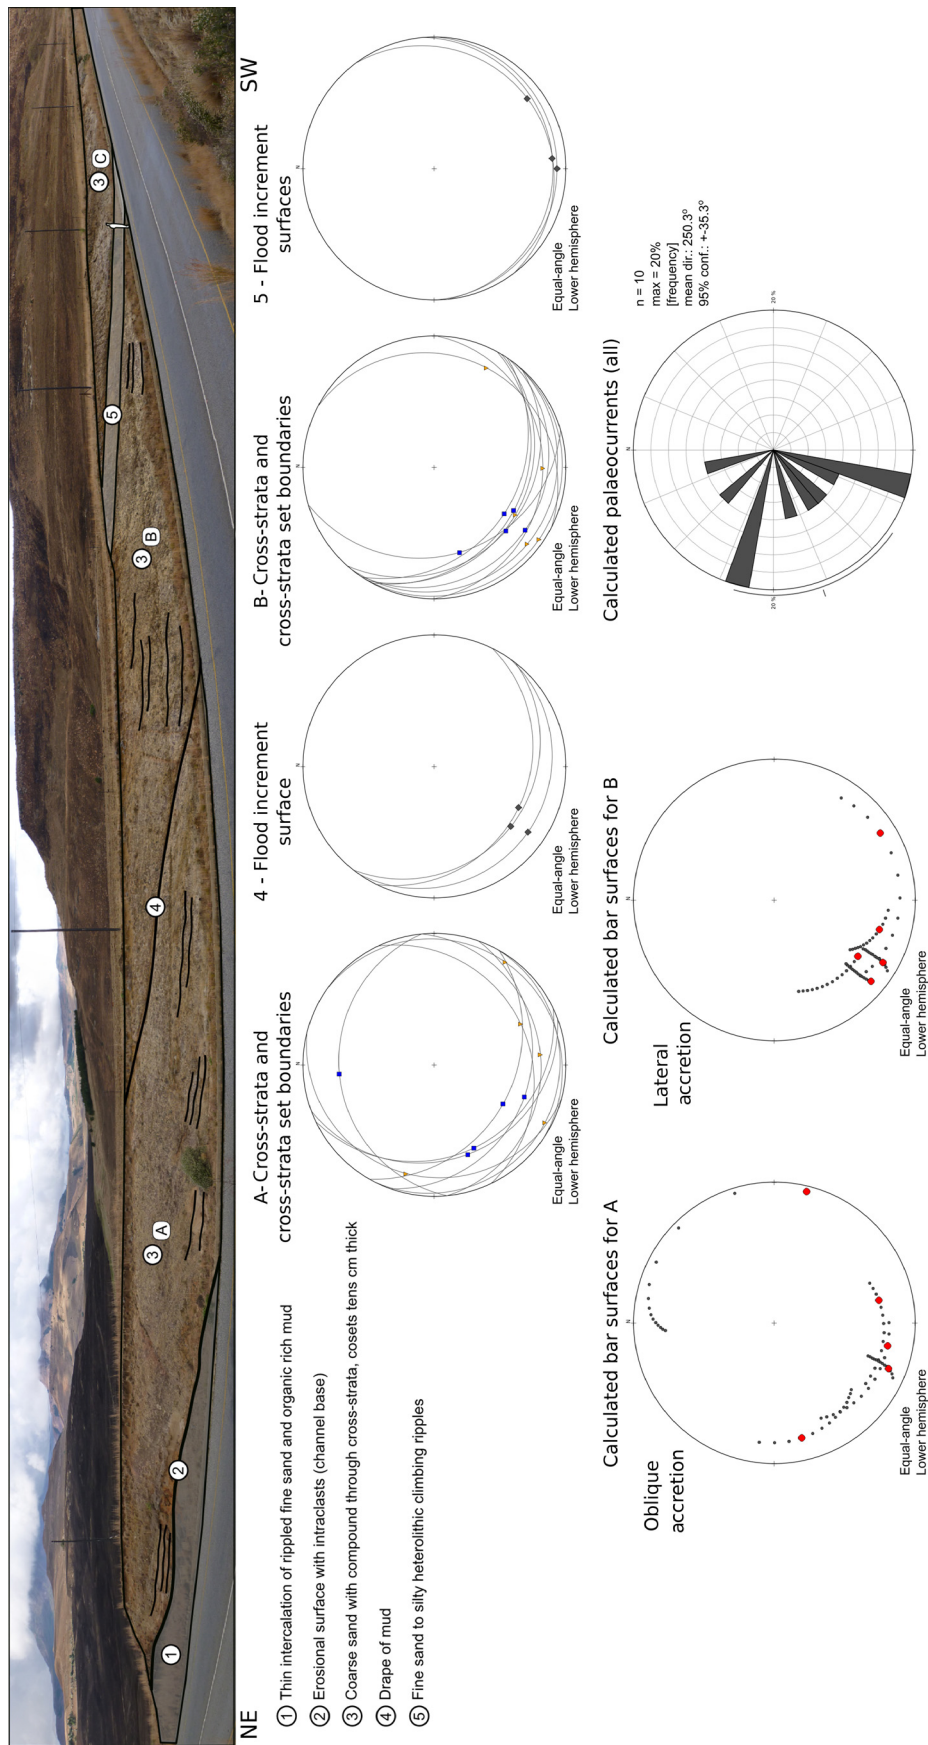 3
C
5
3
B
4
3
A
2
1
NE
SW
1 Thin intercalation of rippled fine sand and organic rich mud
2 Erosional surface with intraclasts (channel base)
3 Coarse sand with compound through cross-strata, cosets tens cm thick
4 Drape of mud
5 Fine sand to silty heterolithic climbing ripples
A- Cross-strata and
cross-strata set boundaries
N
Equal-angle
Lower hemisphere
4 - Flood increment
surface
N
Equal-angle
Lower hemisphere
B- Cross-strata and
cross-strata set boundaries
N
Equal-angle
Lower hemisphere
5 - Flood increment
surfaces
N
Equal-angle
Lower hemisphere
Calculated bar surfaces for A
Oblique
accretion
N
Equal-angle
Lower hemisphere
Calculated bar surfaces for B
Lateral
accretion
N
Equal-angle
Lower hemisphere
Calculated palaeocurrents (all)
N
20 %
20 %
n = 10
max = 20%
[frequency]
mean dir.: 250.3º
95% conf.: +-35.3º